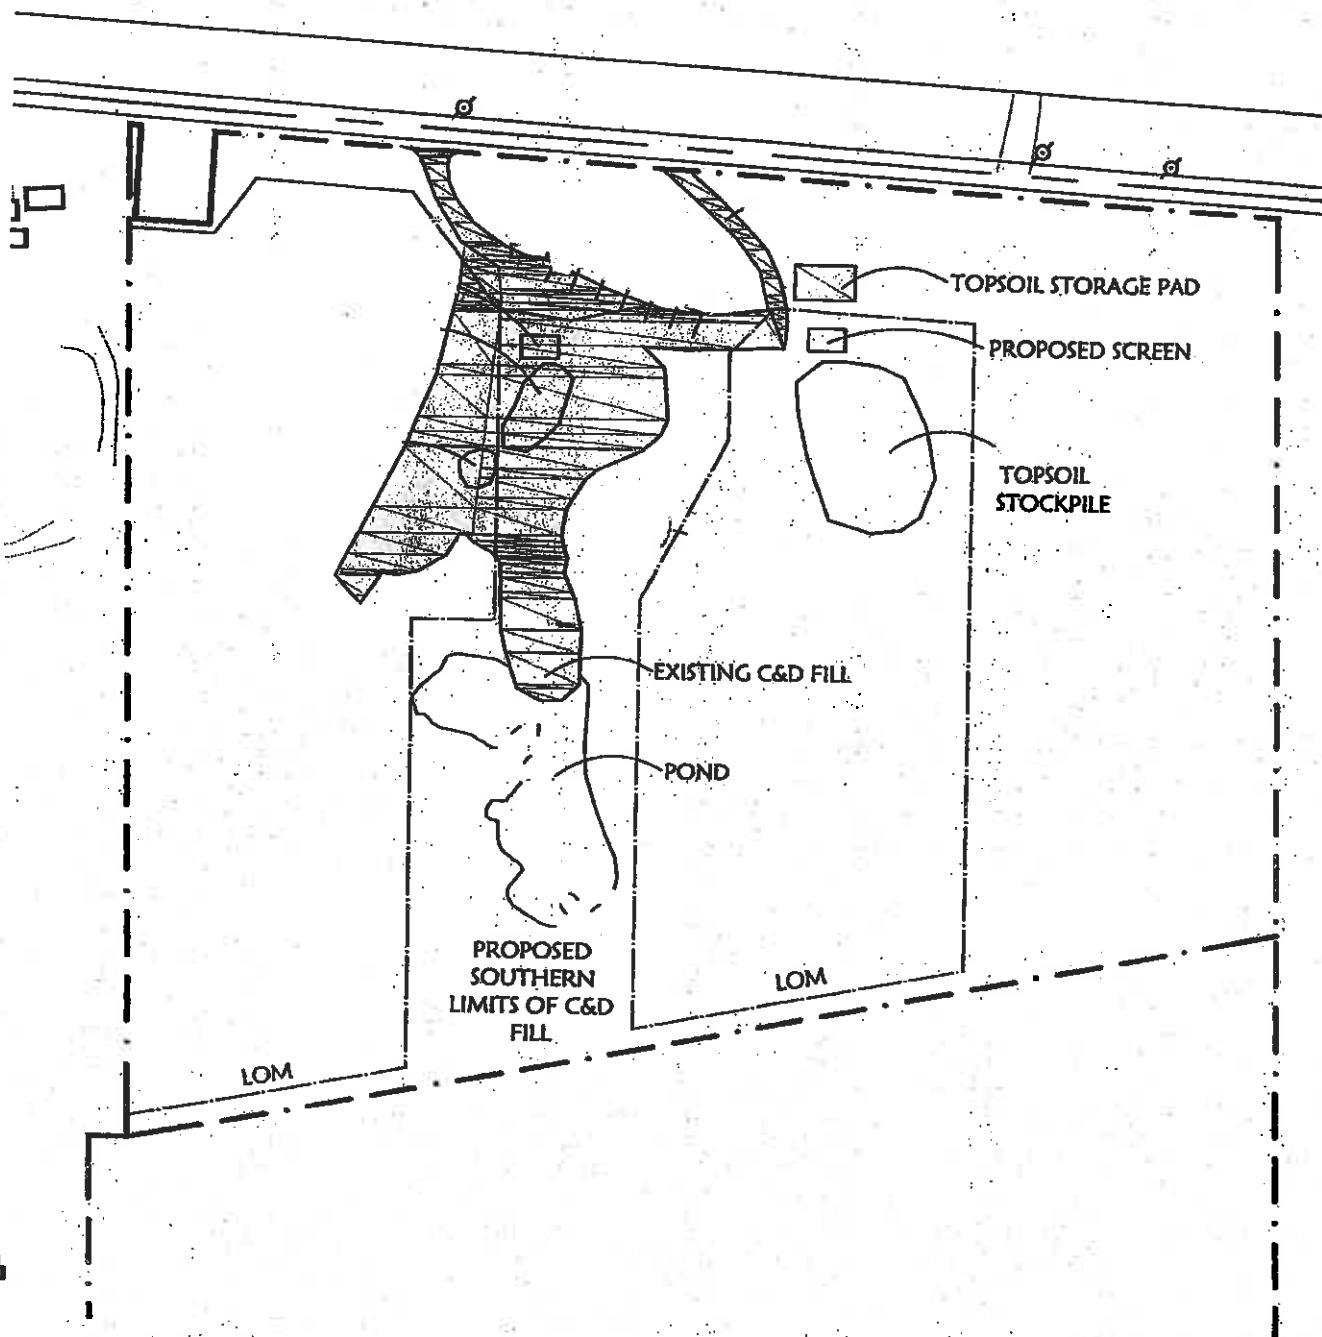 TOPSOIL STORAGE PAD
PROPOSED SCREEN
TOPSOIL
STOCKPILE
EXISTING C&D FILL
POND
PROPOSED
SOUTHERN
LIMITS OF C&D
FILL
LOM
LOM